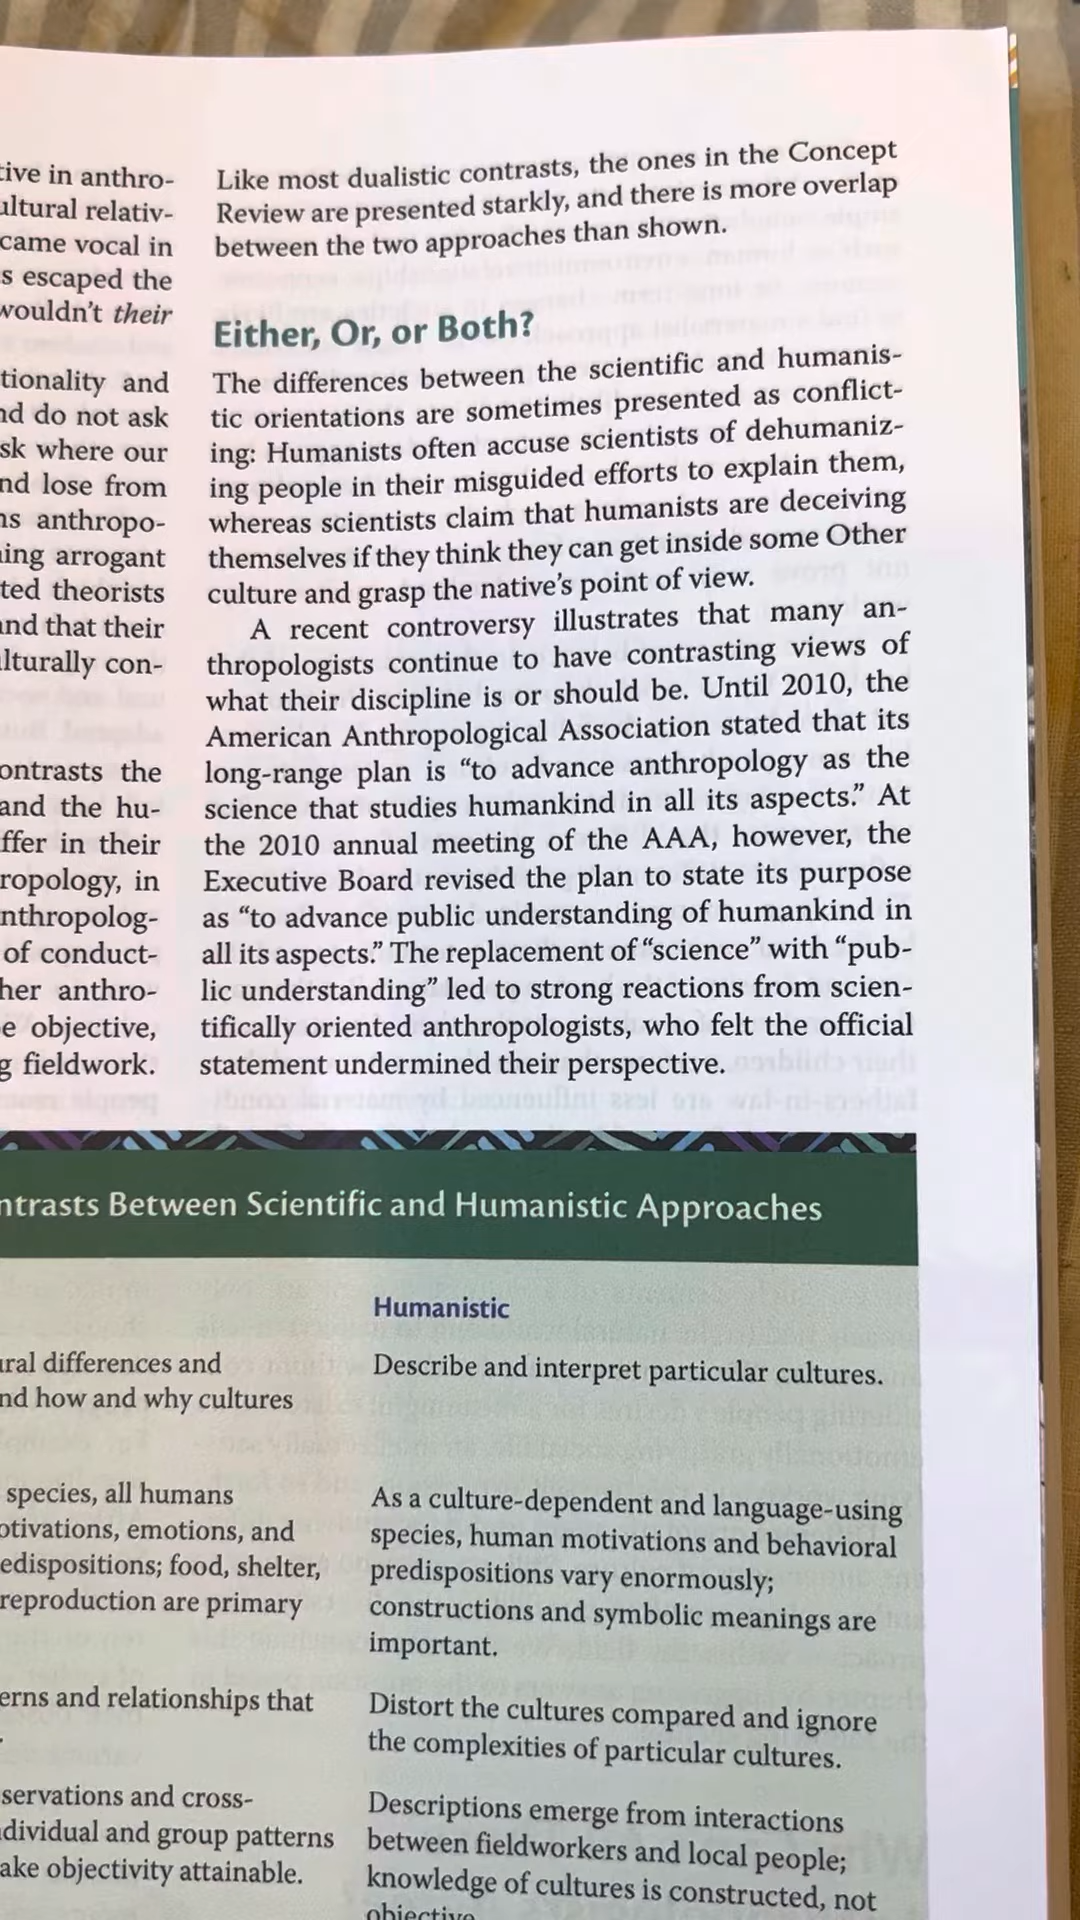 tive in anthro-
ultural relativ-
came vocal in
s escaped the
wouldn't their
tionality and
nd do not ask
sk where our
nd lose from
ns anthropo-
ing arrogant
ted theorists
and that their
lturally con-
ontrasts the
and the hu-
ffer in their
ropology, in
nthropolog-
of conduct-
her anthro-
e objective,
g fieldwork.
Like most dualistic contrasts, the ones in the Concept
Review are presented starkly, and there is more overlap
between the two approaches than shown.
Either, Or, or Both?
The differences between the scientific and humanis-
tic orientations are sometimes presented as conflict-
ing: Humanists often accuse scientists of dehumaniz-
ing people in their misguided efforts to explain them,
whereas scientists claim that humanists are deceiving
themselves if they think they can get inside some Other
culture and grasp the native's point of view.
A recent controversy illustrates that many an-
thropologists continue to have contrasting views of
what their discipline is or should be. Until 2010, the
American Anthropological Association stated that its
long-range plan is “to advance anthropology as the
science that studies humankind in all its aspects.” At
the 2010 annual meeting of the AAA, however, the
Executive Board revised the plan to state its purpose
as “to advance public understanding of humankind in
all its aspects.” The replacement of “science” with “pub-
lic understanding” led to strong reactions from scien-
tifically oriented anthropologists, who felt the official
statement undermined their perspective.
ntrasts Between Scientific and Humanistic Approaches
Humanistic
ural differences and
nd how and why cultures
Describe and interpret particular cultures.
species, all humans
otivations, emotions, and
edispositions; food, shelter,
reproduction are primary
As a culture-dependent and language-using
species, human motivations and behavioral
predispositions vary enormously;
constructions and symbolic meanings are
important.
erns and relationships that
Distort the cultures compared and ignore
the complexities of particular cultures.
servations and cross-
dividual and group patterns
ake objectivity attainable.
Descriptions emerge from interactions
between fieldworkers and local people;
knowledge of cultures is constructed, not
objective